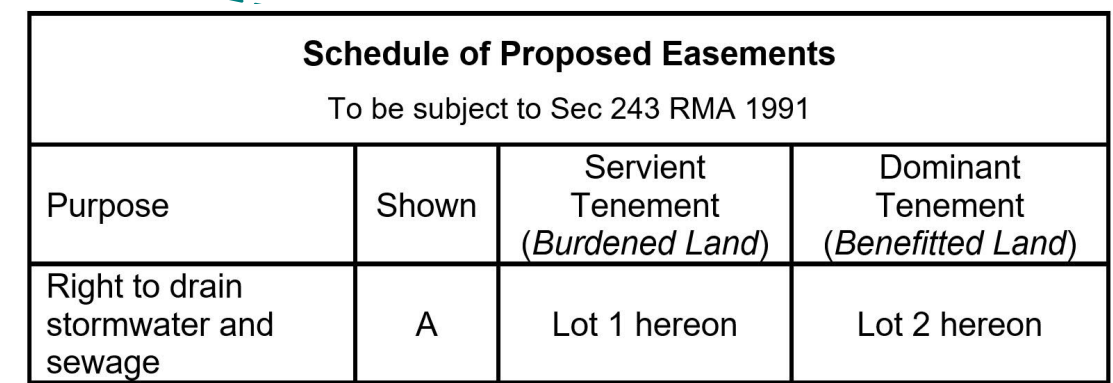 Schedule of Proposed Easements
To be subject to Sec 243 RMA 1991
Purpose
Shown
Servient
Tenement
(Burdened Land)
Dominant
Tenement
(Benefitted Land)
Right to drain
stormwater and
sewage
A
Lot 1 hereon
Lot 2 hereon